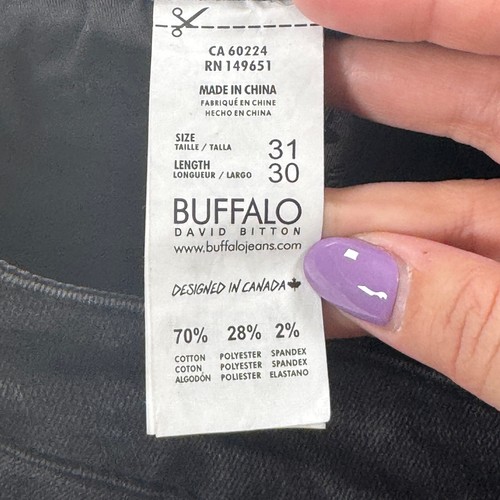 CA 60224
RN 149651
MADE IN CHINA
FABRIQUÉ EN CHINE
HECHO EN CHINA
SIZE
TAILLE / TALLA 31
LENGTH
LONGUEUR / LARGO 30
BUFFALO
DAVID BITTON
www.buffalojeans.com
DESIGNED IN CANADA
70% 28% 2%
COTTON POLYESTER SPANDEX
COTON POLYESTER SPANDEX
ALGODÓN POLIESTER ELASTANO